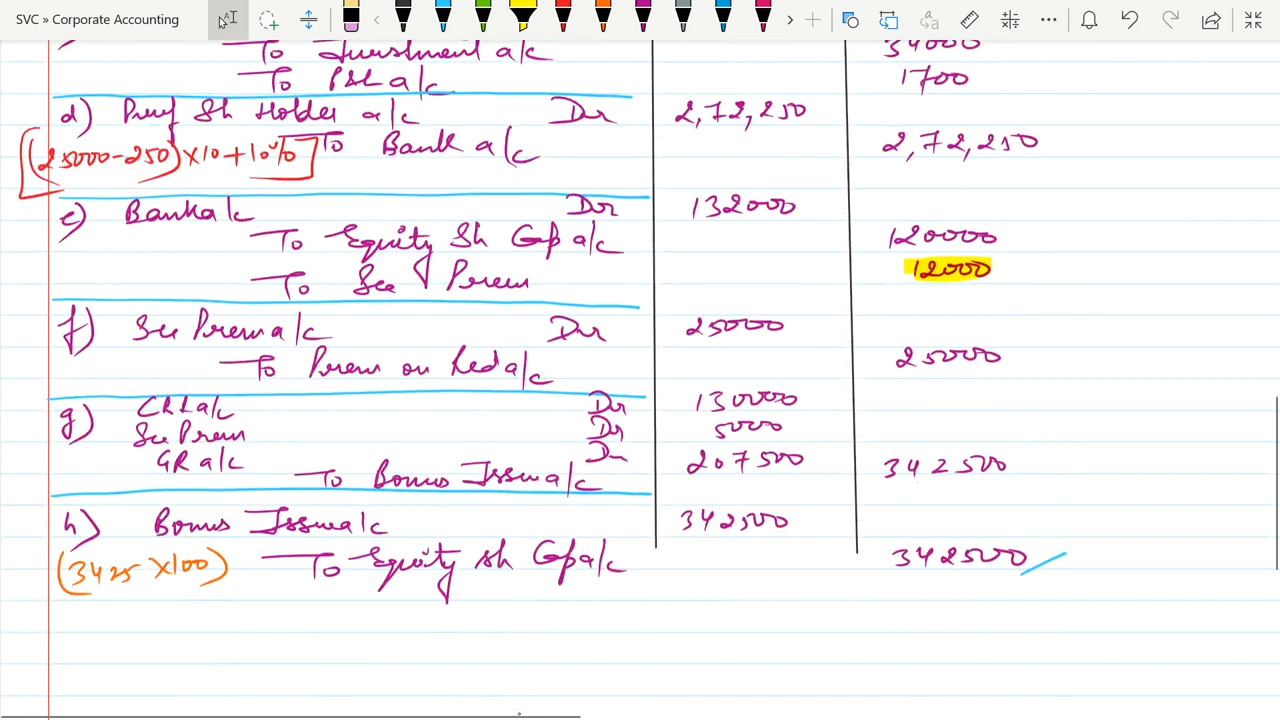 SVC » Corporate Accounting
To Investment a/c 34000
To P&L a/c 1700
d) Pref Sh Holder a/c Dr 2,72,250
To Bank a/c 2,72,250
[(25000-250)×10+10%]
e) Bank a/c Dr 132000
To Equity Sh Cap a/c 120000
To Sec Prem 12000
f) Sec Prem a/c Dr 25000
To Prem on Red a/c 25000
g) CRR a/c Dr 130000
Sec Prem Dr 5000
GR a/c Dr 207500
To Bonus Issue a/c 342500
h) Bonus Issue a/c 342500
(3425 ×100) To Equity sh Cap a/c 342500